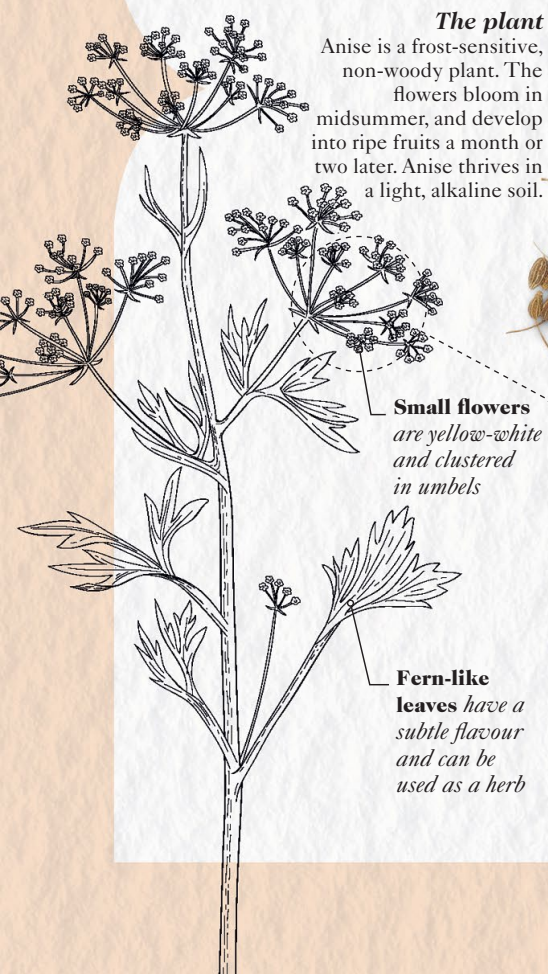 The plant
Anise is a frost-sensitive,
non-woody plant. The
flowers bloom in
midsummer, and develop
into ripe fruits a month or
two later. Anise thrives in
a light, alkaline soil.
Small flowers
are yellow-white
and clustered
in umbels
Fern-like
leaves have a
subtle flavour
and can be
used as a herb